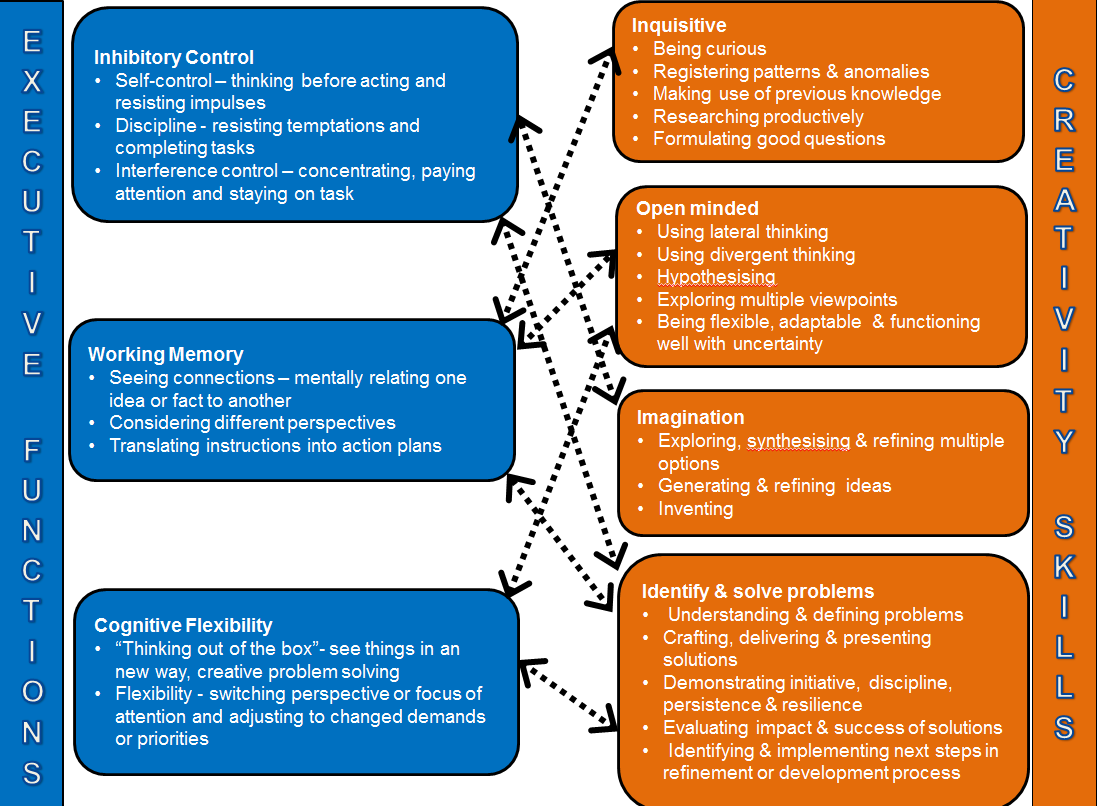 EXECUTIVE FUNCTIONS
Inhibitory Control
• Self-control – thinking before acting and
resisting impulses
• Discipline - resisting temptations and
completing tasks
• Interference control – concentrating, paying
attention and staying on task
Working Memory
• Seeing connections – mentally relating one
idea or fact to another
• Considering different perspectives
• Translating instructions into action plans
Cognitive Flexibility
• “Thinking out of the box”- see things in an
new way, creative problem solving
• Flexibility - switching perspective or focus of
attention and adjusting to changed demands
or priorities
Inquisitive
• Being curious
• Registering patterns & anomalies
• Making use of previous knowledge
• Researching productively
• Formulating good questions
Open minded
• Using lateral thinking
• Using divergent thinking
• Hypothesising
• Exploring multiple viewpoints
• Being flexible, adaptable & functioning
well with uncertainty
Imagination
• Exploring, synthesising & refining multiple
options
• Generating & refining ideas
• Inventing
Identify & solve problems
• Understanding & defining problems
• Crafting, delivering & presenting
solutions
• Demonstrating initiative, discipline,
persistence & resilience
• Evaluating impact & success of solutions
• Identifying & implementing next steps in
refinement or development process
CREATIVITY SKILLS